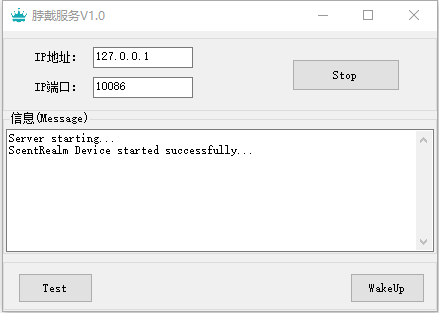 脖戴服务V1.0
IP地址: 127.0.0.1
IP端口: 10086
Stop
信息(Message)
Server starting...
ScentRealm Device started successfully...
Test WakeUp